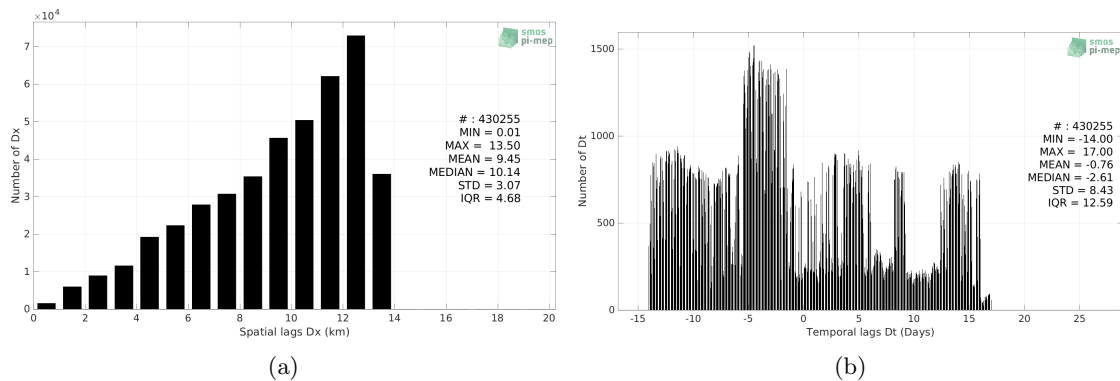 ×10⁴
smos
pi-mep
7
6
5
4
3
2
1
0
Number of Dx
# : 430255
MIN = 0.01
MAX = 13.50
MEAN = 9.45
MEDIAN = 10.14
STD = 3.07
IQR = 4.68
0 2 4 6 8 10 12 14 16 18 20
Spatial lags Dx (km)
(a)
smos
pi-mep
1500
1000
500
0
Number of Dt
# : 430255
MIN = -14.00
MAX = 17.00
MEAN = -0.76
MEDIAN = -2.61
STD = 8.43
IQR = 12.59
-15 -10 -5 0 5 10 15 20 25
Temporal lags Dt (Days)
(b)